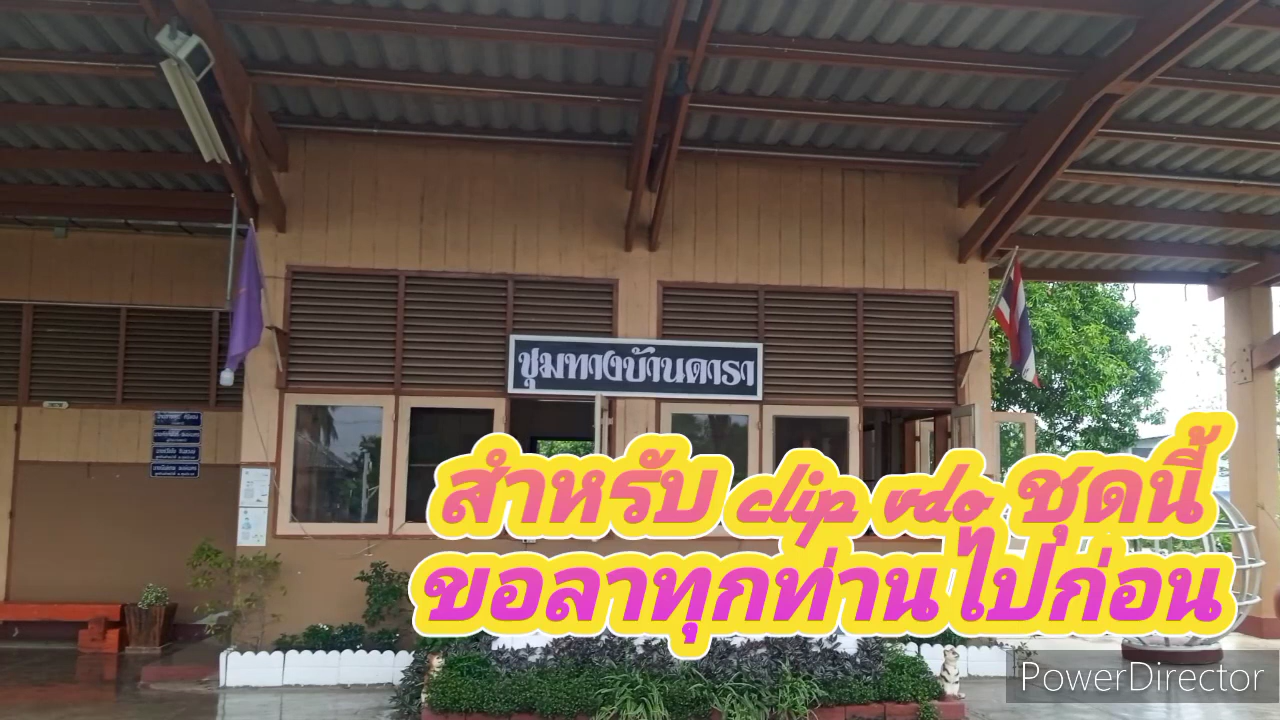 ชุมทางบ้านดารา
สำหรับ clip vdo ชุดนี้
ขอลาทุกท่านไปก่อน
PowerDirector